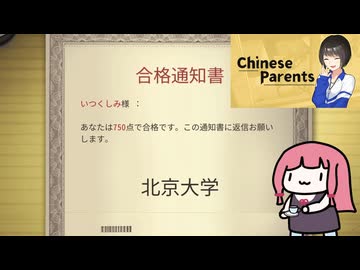 Chinese
Parents
合格通知書
いつくしみ様 :
あなたは750点で合格です。この通知書に返信お願い
します。
北京大学